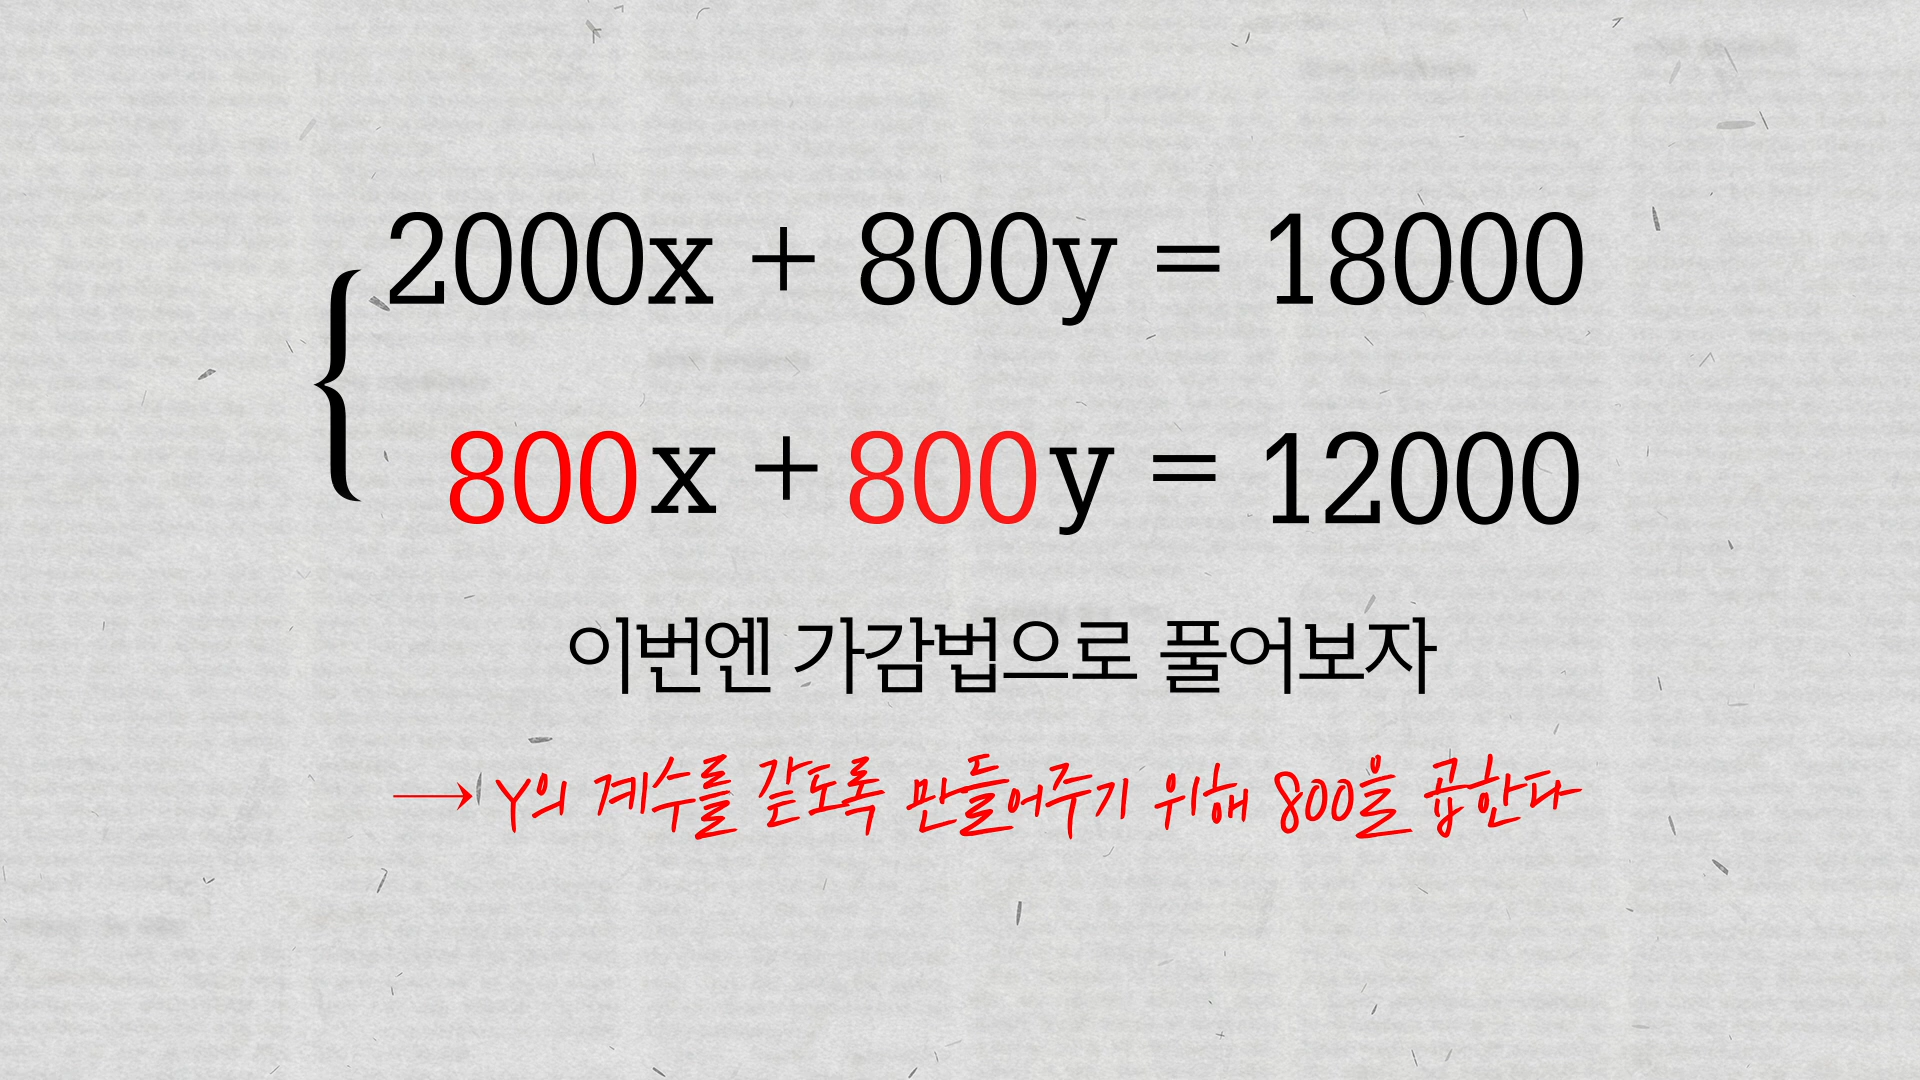 2000x + 800y = 18000
800x + 800y = 12000
이번엔 가감법으로 풀어보자
→ Y의 계수를 같도록 만들어주기 위해 800을 곱한다